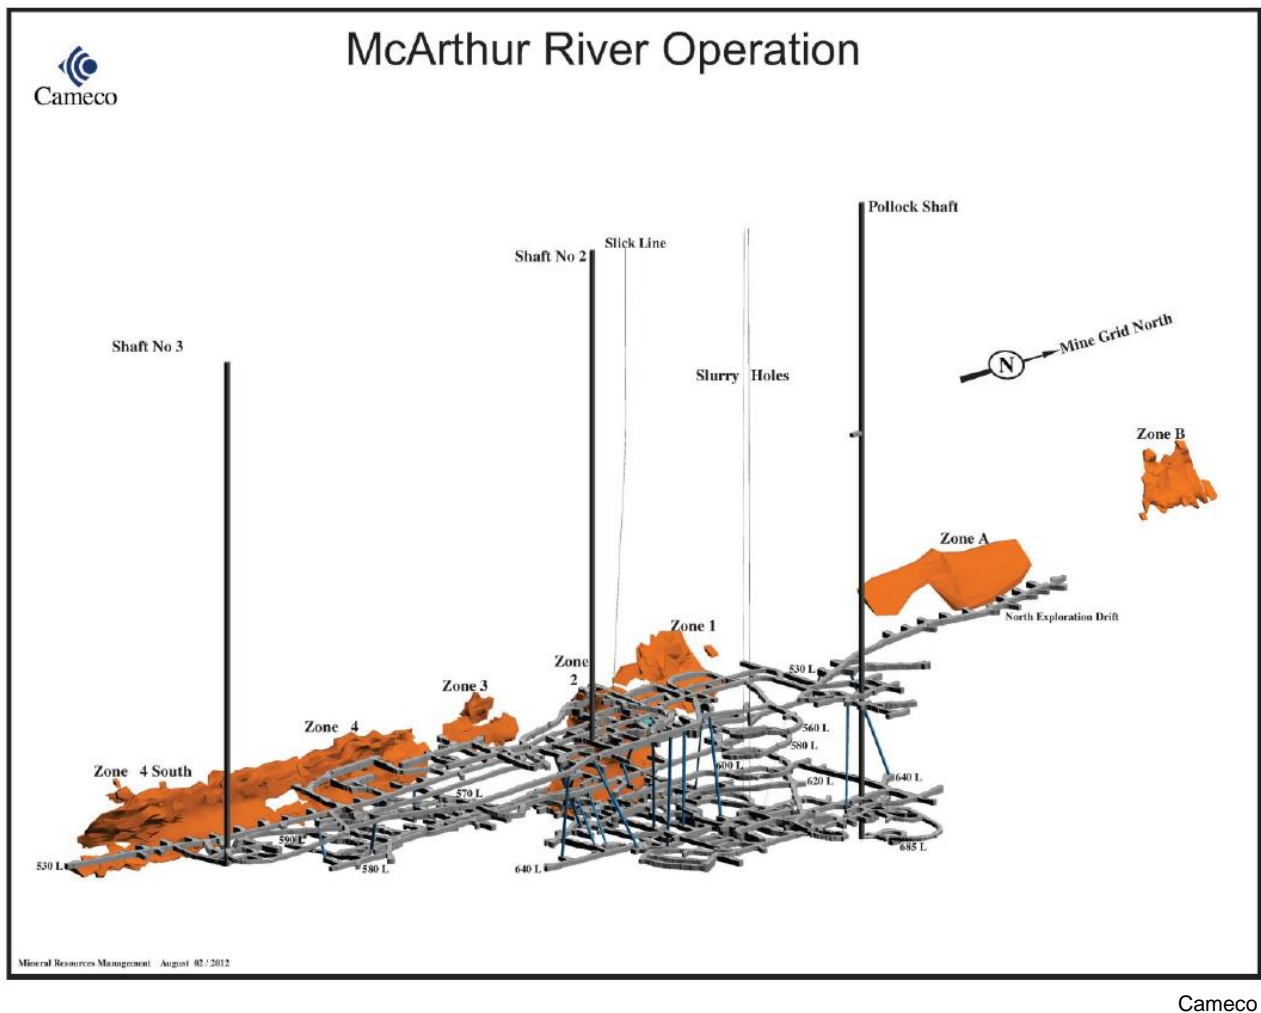 McArthur River Operation
Cameco
Pollock Shaft
Slick Line
Shaft No 2
Mine Grid North
N
Shaft No 3
Slurry Holes
Zone B
Zone A
North Exploration Drift
Zone 1
Zone
2
530 L
Zone 3
Zone 4
560 L
580 L
600 L
Zone 4 South
640 L
620 L
570 L
590 L
685 L
530 L
580 L
640 L
Mineral Resources Management August 02 / 2012
Cameco